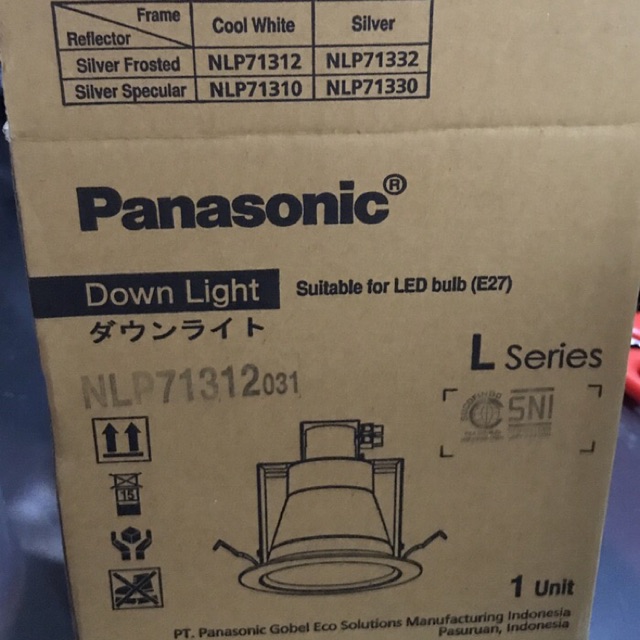 Frame
Reflector
Cool White
Silver
Silver Frosted NLP71312 NLP71332
Silver Specular NLP71310 NLP71330
Panasonic®
Down Light
Suitable for LED bulb (E27)
ダウンライト
L Series
NLP71312031
SNI
15
1 Unit
PT. Panasonic Gobel Eco Solutions Manufacturing Indonesia
Pasuruan, Indonesia